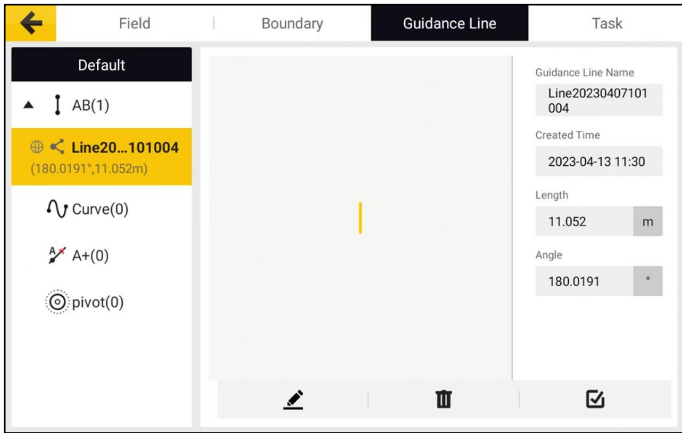 Field
Boundary
Guidance Line
Task
Default
AB(1)
Line20...101004
(180.0191°,11.052m)
Curve(0)
A+(0)
pivot(0)
Guidance Line Name
Line20230407101
004
Created Time
2023-04-13 11:30
Length
11.052 m
Angle
180.0191 °